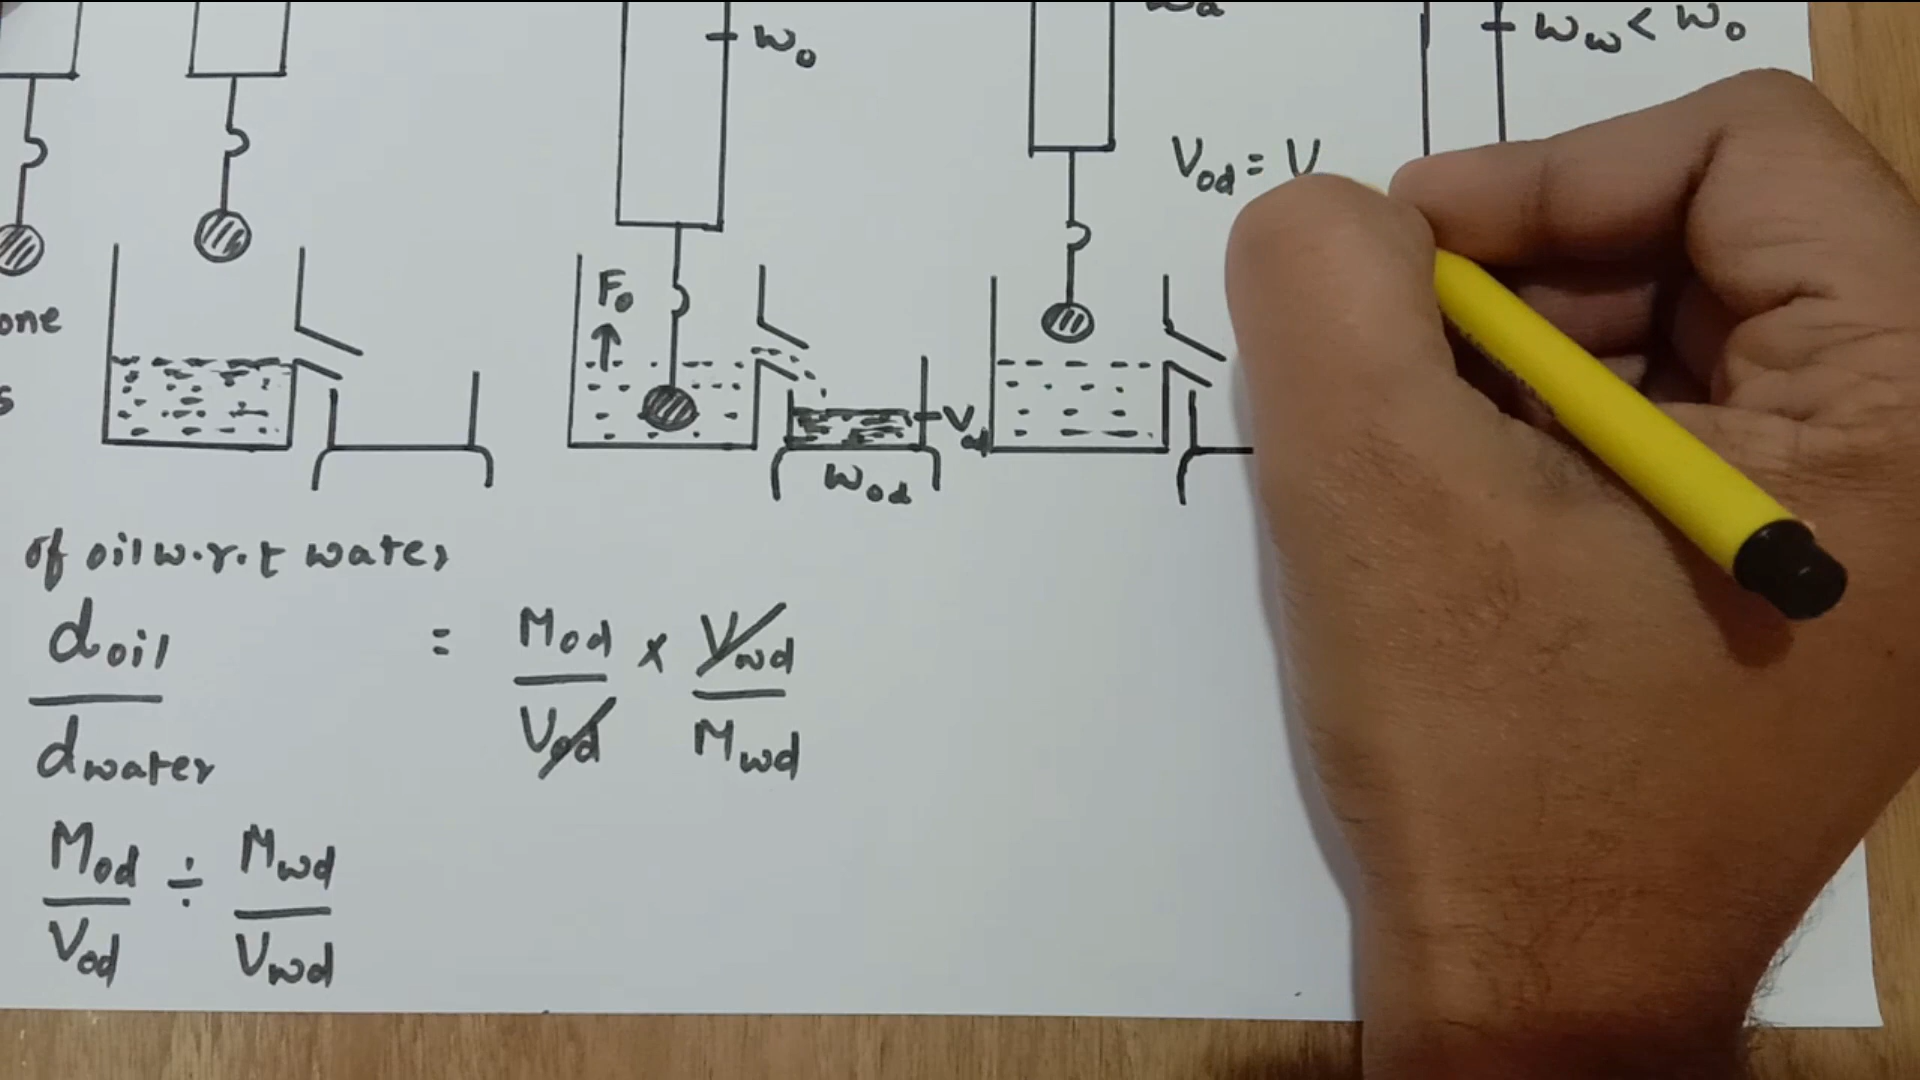 W₀
Wₐ
W_w < W₀
V_od = V
F₀
one
s
V_od
W_od
of oil w.r.t water
d_oil / d_water = M_od / V_od × V_wd / M_wd
M_od / V_od ÷ M_wd / V_wd